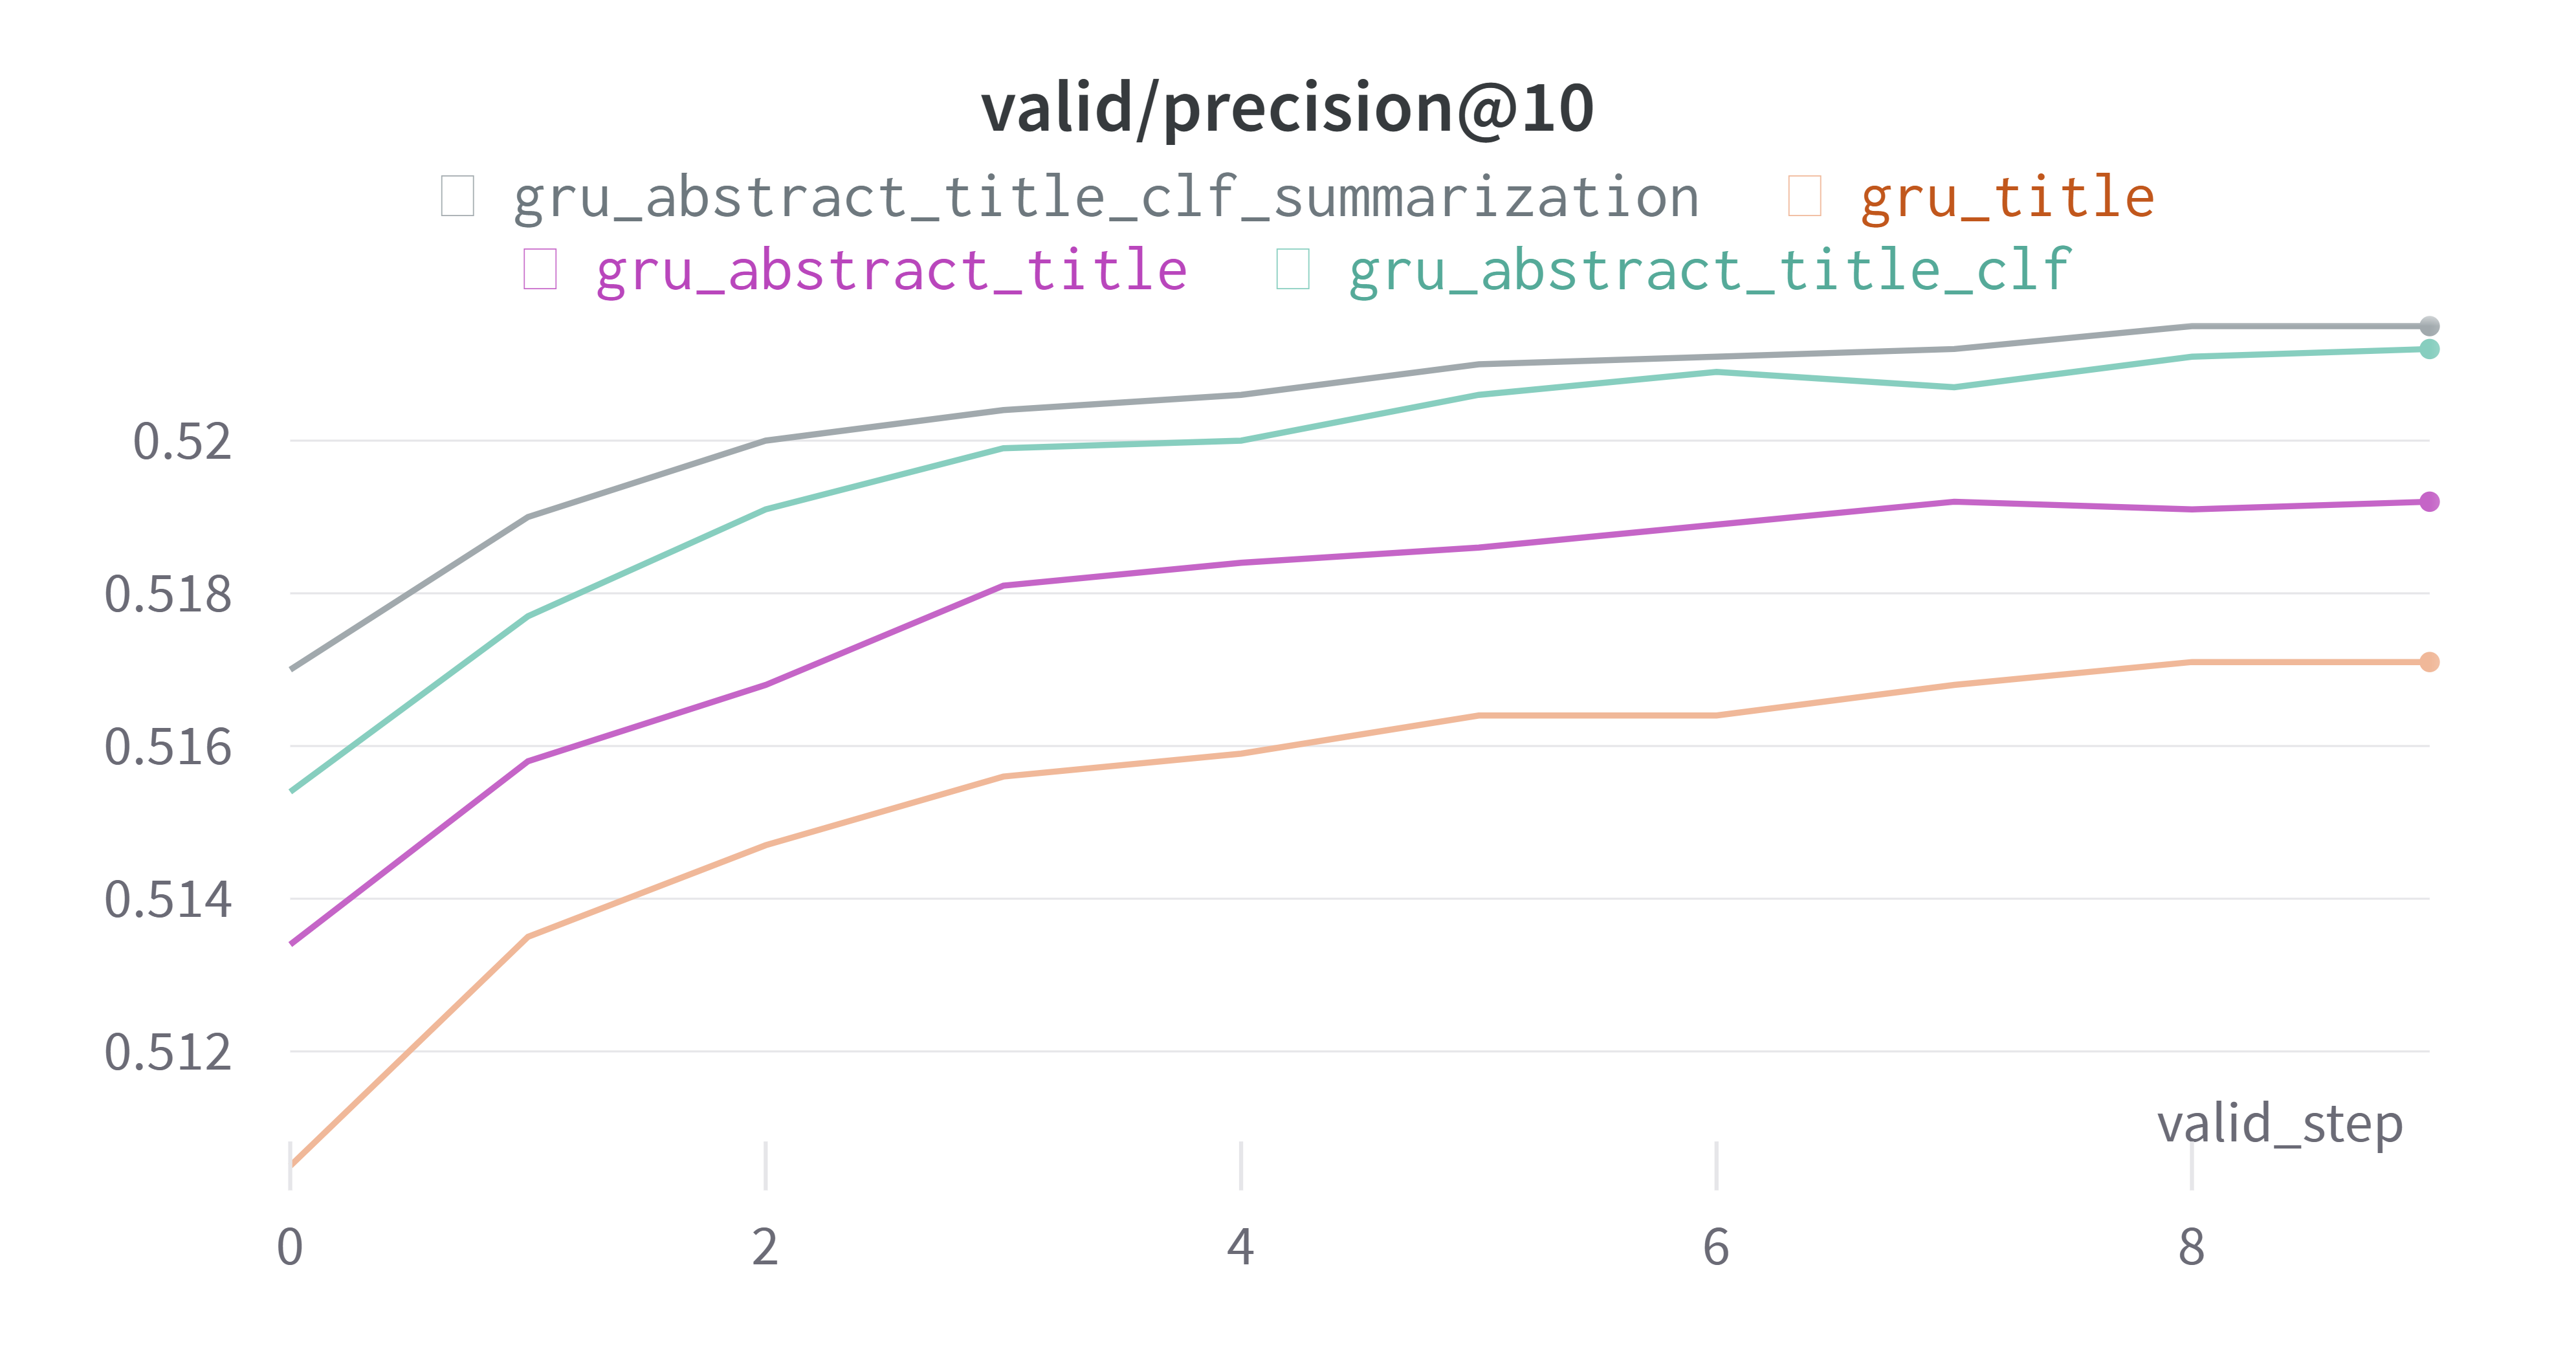 valid/precision@10
gru_abstract_title_clf_summarization gru_title
gru_abstract_title gru_abstract_title_clf
0.52
0.518
0.516
0.514
0.512
valid_step
0 2 4 6 8